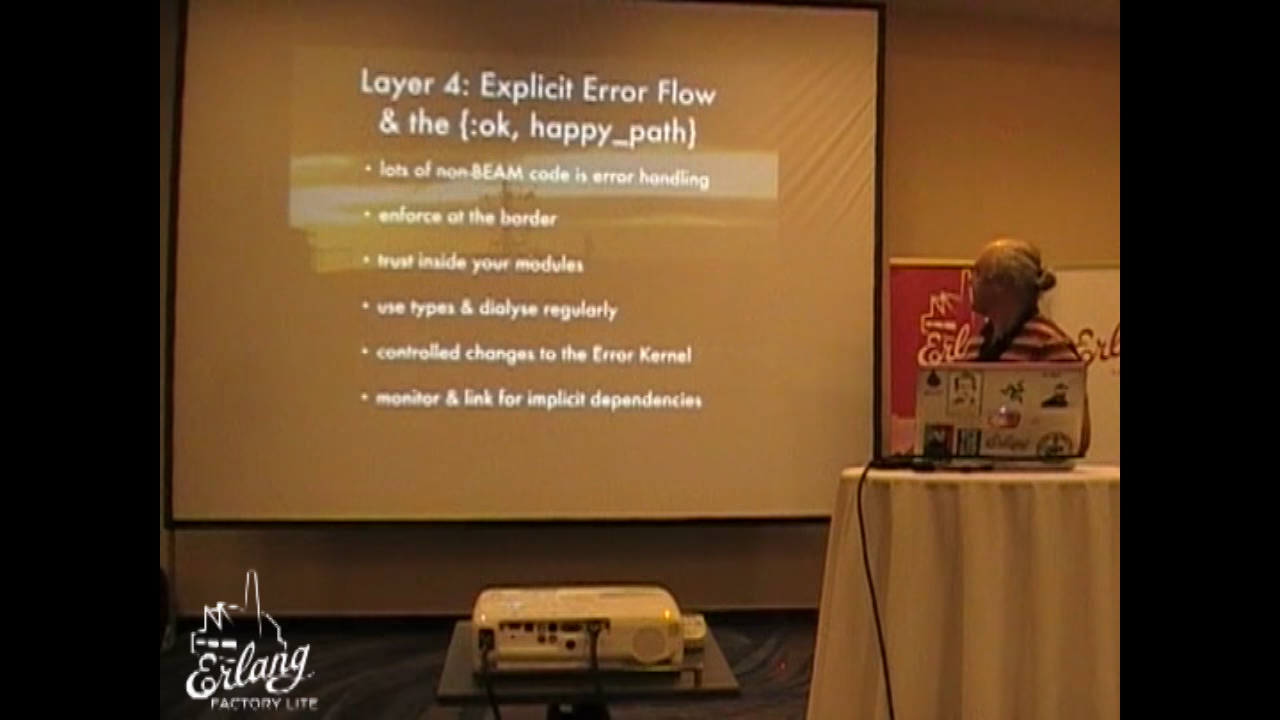 Layer 4: Explicit Error Flow
& the {:ok, happy_path}
• lots of non-BEAM code is error handling
• enforce at the border
• trust inside your modules
• use types & dialyse regularly
• controlled changes to the Error Kernel
• monitor & link for implicit dependencies
Erlang
Erlang
FACTORY LITE